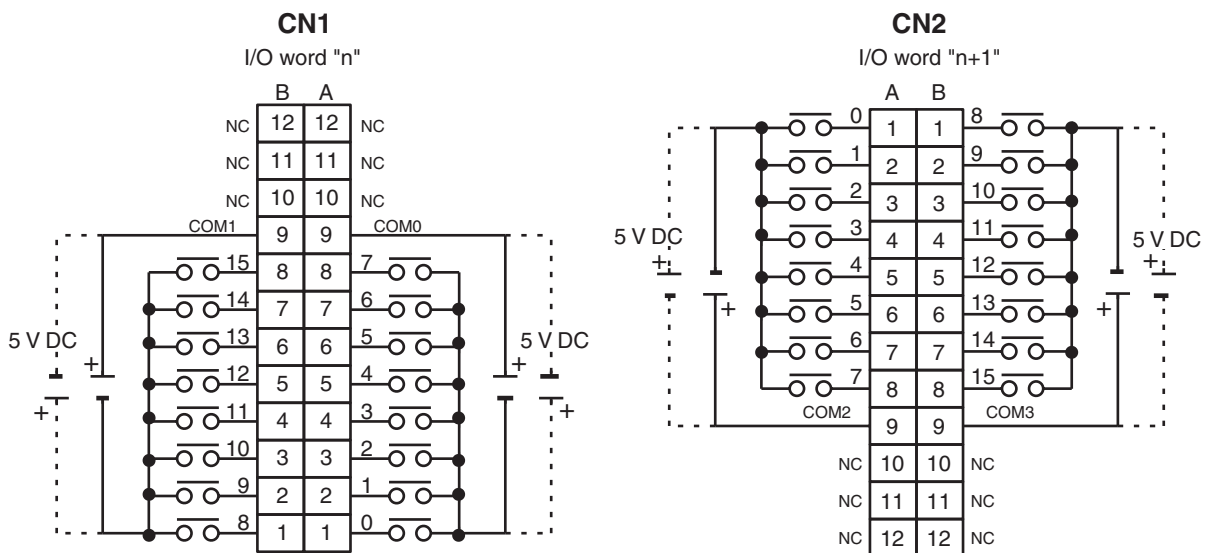 CN1
I/O word "n"
B A
NC 12 12 NC
NC 11 11 NC
NC 10 10 NC
COM1 9 9 COM0
15 8 8 7
14 7 7 6
13 6 6 5
12 5 5 4
11 4 4 3
10 3 3 2
9 2 2 1
8 1 1 0
5 V DC
+
+
5 V DC
+
+
CN2
I/O word "n+1"
A B
0 1 1 8
1 2 2 9
2 3 3 10
3 4 4 11
4 5 5 12
5 6 6 13
6 7 7 14
7 8 8 15
COM2 9 9 COM3
NC 10 10 NC
NC 11 11 NC
NC 12 12 NC
5 V DC
+
+
5 V DC
+
+